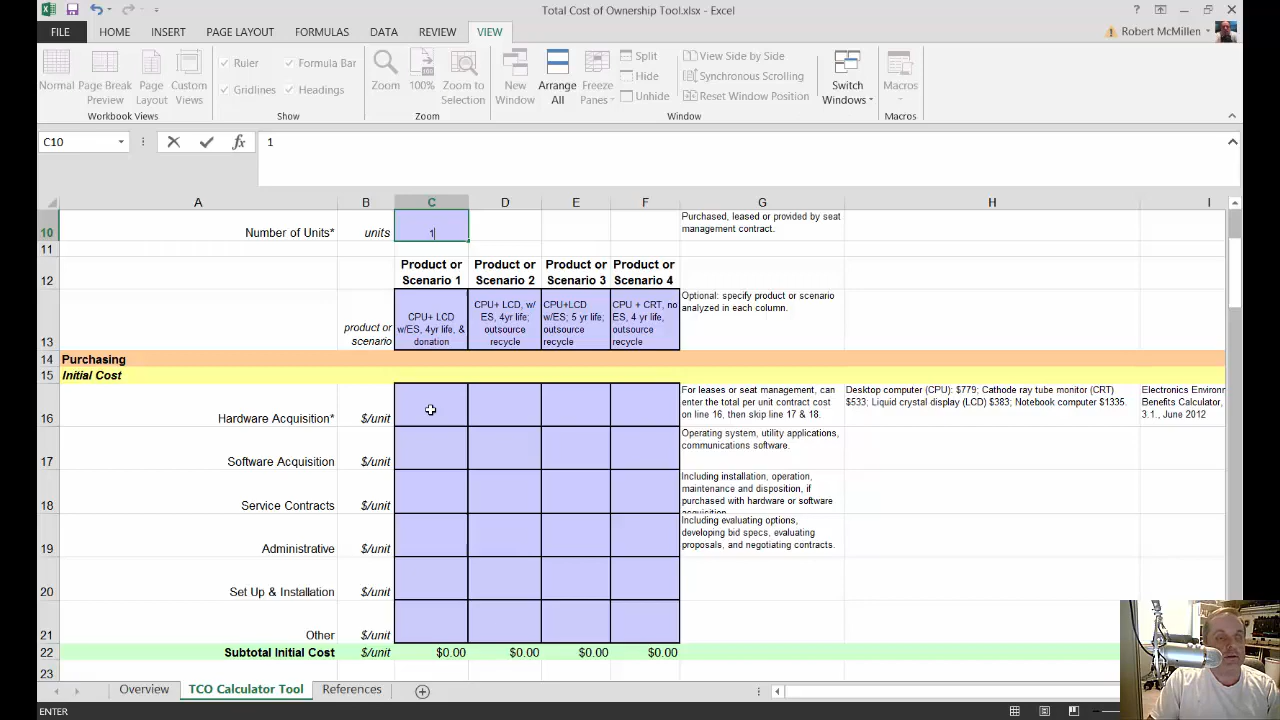 Total Cost of Ownership Tool.xlsx - Excel
FILE HOME INSERT PAGE LAYOUT FORMULAS DATA REVIEW VIEW Robert McMillen
Normal Page Break Preview Page Layout Custom Views
Ruler Formula Bar
Gridlines Headings
Zoom 100% Zoom to Selection
New Window Arrange All Freeze Panes
Split
Hide
Unhide
View Side by Side
Synchronous Scrolling
Reset Window Position
Switch Windows
Macros
Workbook Views Show Zoom Window Macros
C10 fx 1
A B C D E F G H I
10 Number of Units* units 1 Purchased, leased or provided by seat management contract.
11
12 Product or Scenario 1 Product or Scenario 2 Product or Scenario 3 Product or Scenario 4
13 product or scenario CPU+ LCD w/ES, 4yr life, & donation CPU+ LCD, w/ ES, 4yr life; outsource recycle CPU+LCD w/ES; 5 yr life; outsource recycle CPU + CRT, no ES, 4 yr life, outsource recycle Optional: specify product or scenario analyzed in each column.
14 Purchasing
15 Initial Cost
16 Hardware Acquisition* $/unit For leases or seat management, can enter the total per unit contract cost on line 16, then skip line 17 & 18. Desktop computer (CPU): $779; Cathode ray tube monitor (CRT) $533; Liquid crystal display (LCD) $383; Notebook computer $1335. Electronics Environ Benefits Calculator, 3.1., June 2012
17 Software Acquisition $/unit Operating system, utility applications, communications software.
18 Service Contracts $/unit Including installation, operation, maintenance and disposition, if purchased with hardware or software acquisition
19 Administrative $/unit Including evaluating options, developing bid specs, evaluating proposals, and negotiating contracts.
20 Set Up & Installation $/unit
21 Other $/unit
22 Subtotal Initial Cost $/unit $0.00 $0.00 $0.00 $0.00
23
Overview TCO Calculator Tool References
ENTER